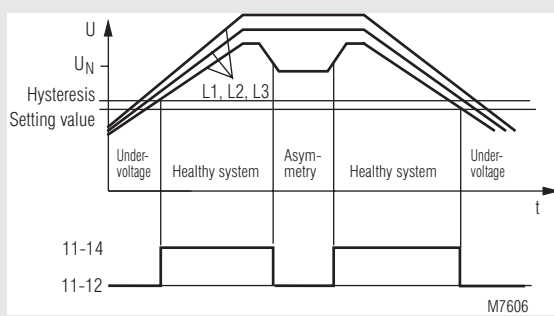 U
U_N
Hysteresis
Setting value
L1, L2, L3
Under-
voltage
Healthy system
Asym-
metry
Healthy system
Under-
voltage
t
11-14
11-12
M7606